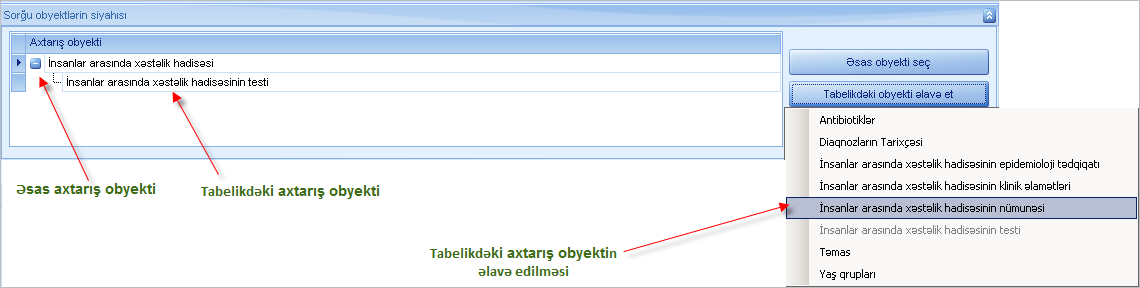 Sorğu obyektlərin siyahısı
Axtarış obyekti
İnsanlar arasında xəstəlik hadisəsi
İnsanlar arasında xəstəlik hadisəsinin testi
Əsas obyekti seç
Tabelikdəki obyekti əlavə et
Antibiotiklər
Diaqnozların Tarixçəsi
İnsanlar arasında xəstəlik hadisəsinin epidemioloji tədqiqatı
İnsanlar arasında xəstəlik hadisəsinin klinik əlamətləri
İnsanlar arasında xəstəlik hadisəsinin nümunəsi
İnsanlar arasında xəstəlik hadisəsinin testi
Təmas
Yaş qrupları
Əsas axtarış obyekti
Tabelikdəki axtarış obyekti
Tabelikdəki axtarış obyektin
əlavə edilməsi